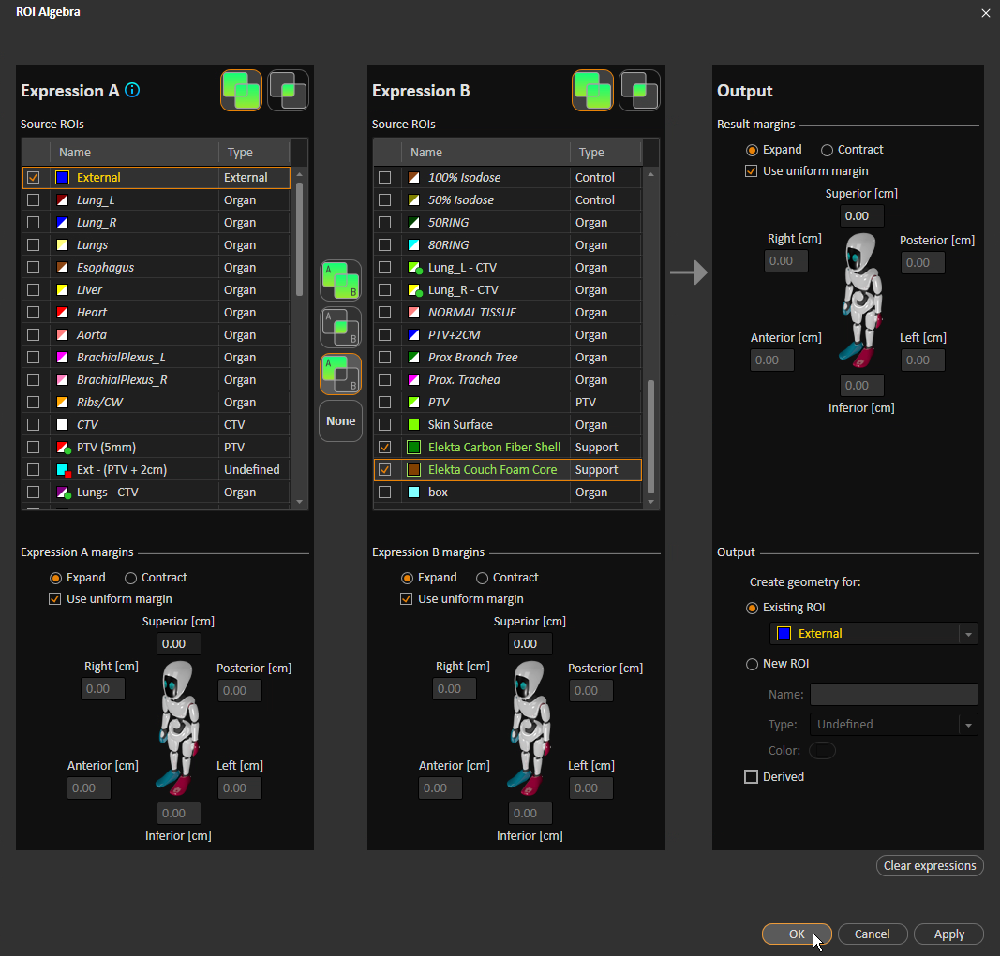 ROI Algebra
Expression A
Source ROIs
Name Type
External External
Lung_L Organ
Lung_R Organ
Lungs Organ
Esophagus Organ
Liver Organ
Heart Organ
Aorta Organ
BrachialPlexus_L Organ
BrachialPlexus_R Organ
Ribs/CW Organ
CTV CTV
PTV (5mm) PTV
Ext - (PTV + 2cm) Undefined
Lungs - CTV Organ
Expression A margins
Expand Contract
Use uniform margin
Superior [cm]
0.00
Right [cm] Posterior [cm]
0.00 0.00
Anterior [cm] Left [cm]
0.00 0.00
0.00
Inferior [cm]
A
B
A
B
A
B
None
Expression B
Source ROIs
Name Type
100% Isodose Control
50% Isodose Control
50RING Organ
80RING Organ
Lung_L - CTV Organ
Lung_R - CTV Organ
NORMAL TISSUE Organ
PTV+2CM Organ
Prox Bronch Tree Organ
Prox. Trachea Organ
PTV PTV
Skin Surface Organ
Elekta Carbon Fiber Shell Support
Elekta Couch Foam Core Support
box Organ
Expression B margins
Expand Contract
Use uniform margin
Superior [cm]
0.00
Right [cm] Posterior [cm]
0.00 0.00
Anterior [cm] Left [cm]
0.00 0.00
0.00
Inferior [cm]
Output
Result margins
Expand Contract
Use uniform margin
Superior [cm]
0.00
Right [cm] Posterior [cm]
0.00 0.00
Anterior [cm] Left [cm]
0.00 0.00
0.00
Inferior [cm]
Output
Create geometry for:
Existing ROI
External
New ROI
Name:
Type: Undefined
Color:
Derived
Clear expressions
OK Cancel Apply